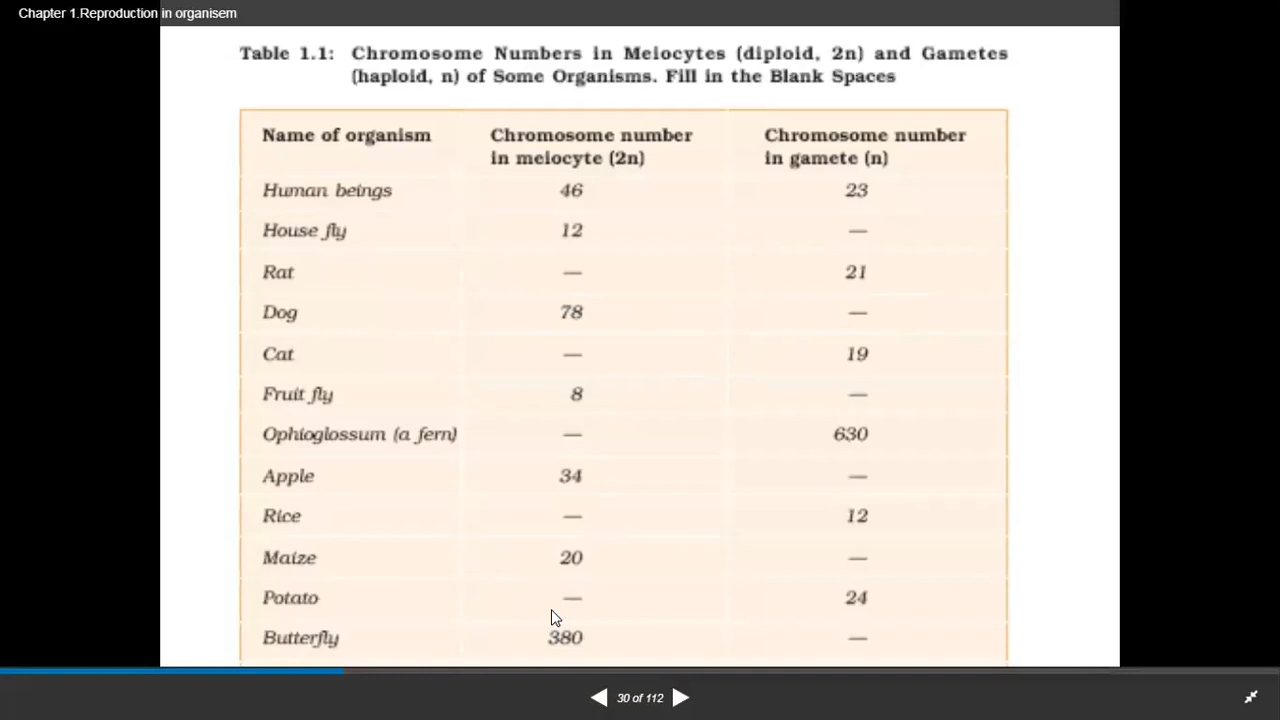 Chapter 1.Reproduction in organisem
Table 1.1: Chromosome Numbers in Meiocytes (diploid, 2n) and Gametes
(haploid, n) of Some Organisms. Fill in the Blank Spaces
Name of organism Chromosome number Chromosome number
in meiocyte (2n) in gamete (n)
Human beings 46 23
House fly 12 —
Rat — 21
Dog 78 —
Cat — 19
Fruit fly 8 —
Ophioglossum (a fern) — 630
Apple 34 —
Rice — 12
Maize 20 —
Potato — 24
Butterfly 380 —
30 of 112